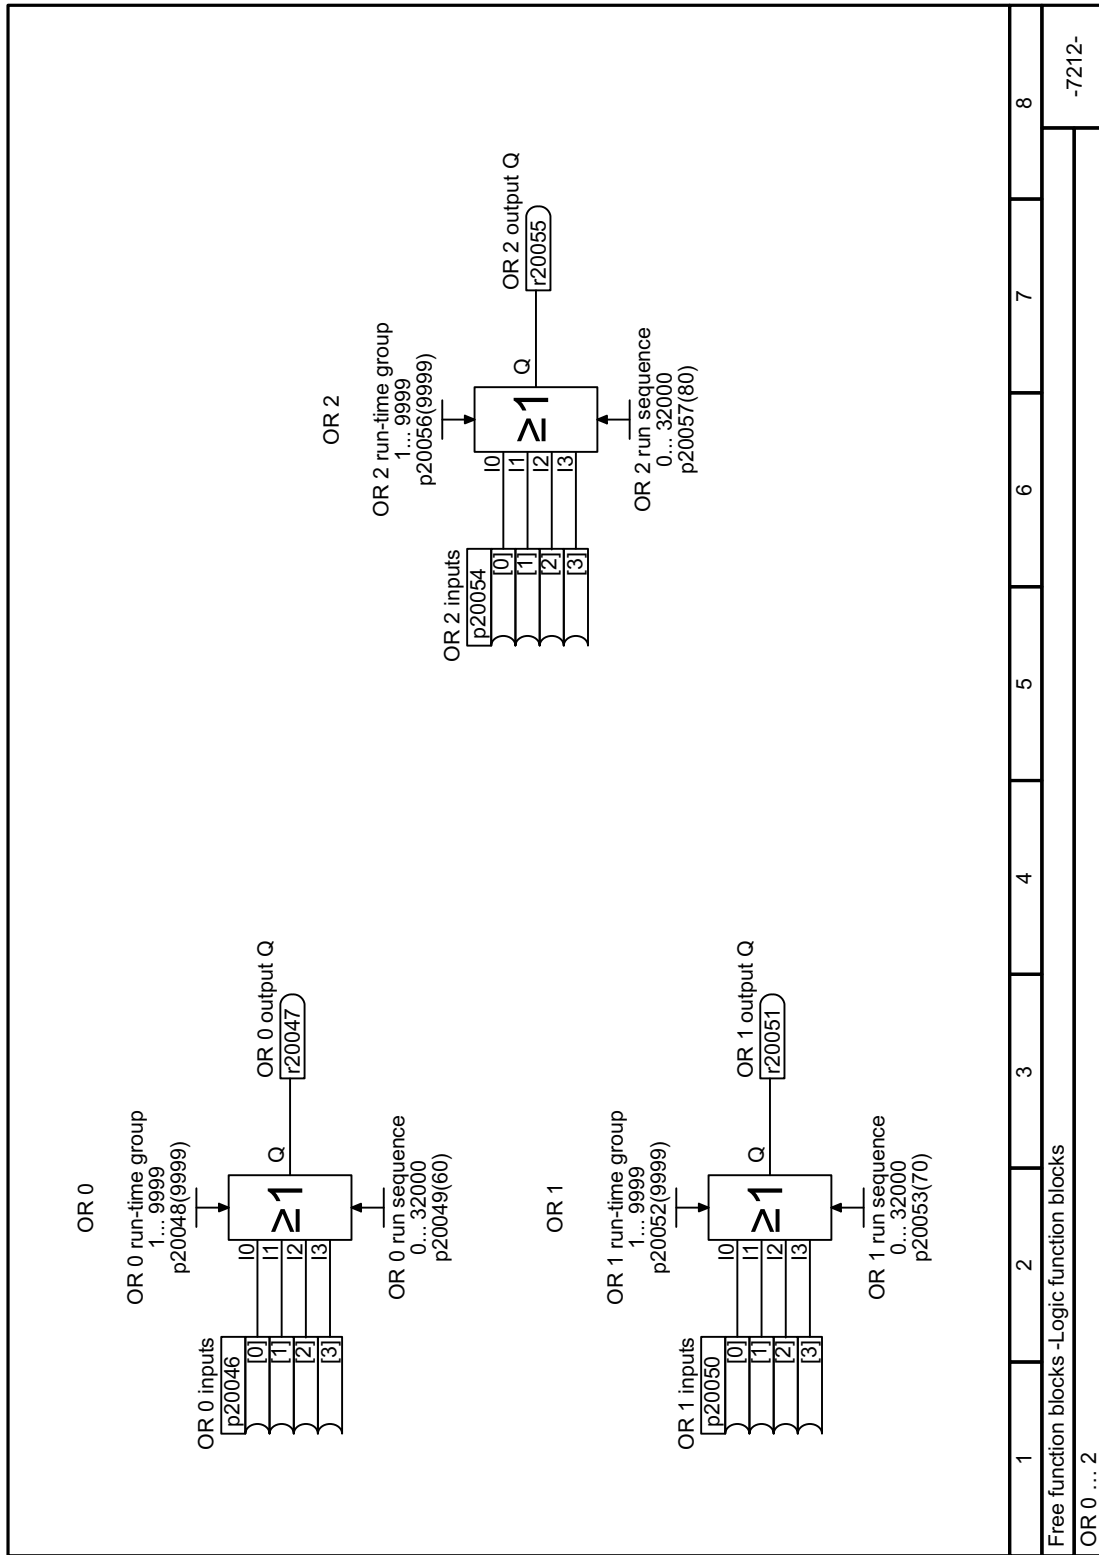 OR 0
OR 0 run-time group
1... 9999
p20048(9999)
OR 0 inputs
p20046
[0]
[1]
[2]
[3]
I0
I1
I2
I3
≥1
Q
OR 0 output Q
r20047
OR 0 run sequence
0... 32000
p20049(60)
OR 1
OR 1 run-time group
1... 9999
p20052(9999)
OR 1 inputs
p20050
[0]
[1]
[2]
[3]
I0
I1
I2
I3
≥1
Q
OR 1 output Q
r20051
OR 1 run sequence
0... 32000
p20053(70)
OR 2
OR 2 run-time group
1... 9999
p20056(9999)
OR 2 inputs
p20054
[0]
[1]
[2]
[3]
I0
I1
I2
I3
≥1
Q
OR 2 output Q
r20055
OR 2 run sequence
0... 32000
p20057(80)
1 2 3 4 5 6 7 8
Free function blocks -Logic function blocks
OR 0 ... 2
-7212-